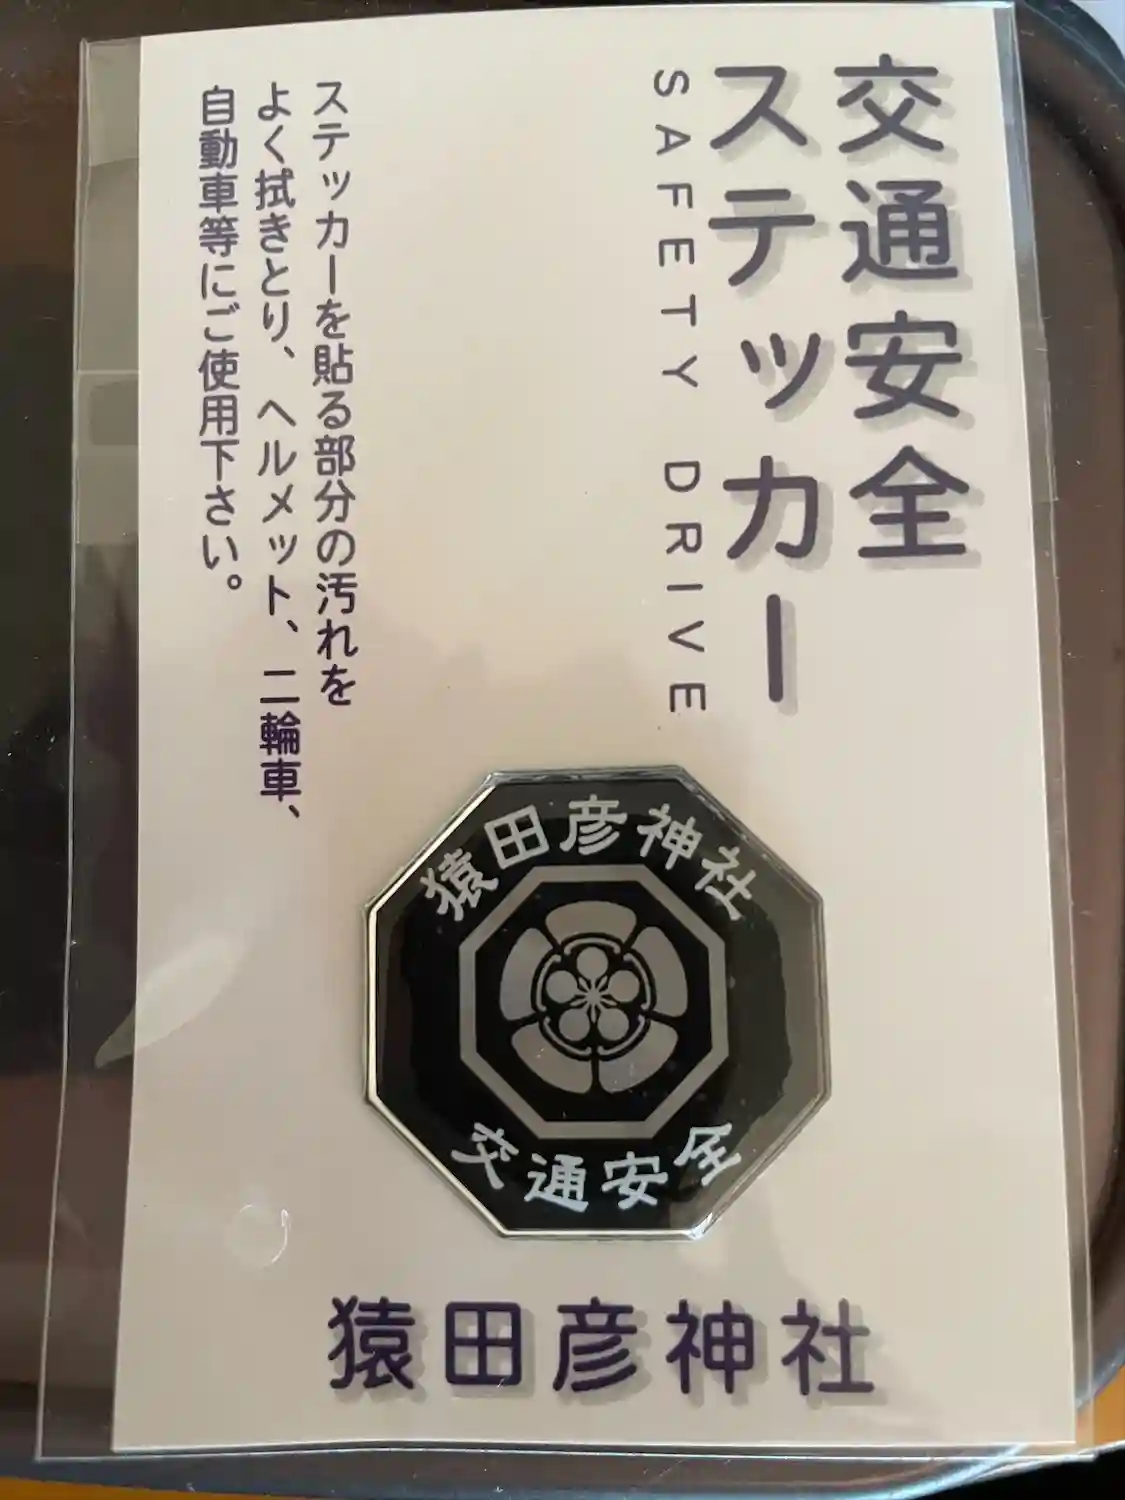 交通安全
ステッカー
SAFETY DRIVE
ステッカーを貼る部分の汚れを
よく拭きとり、ヘルメット、二輪車、
自動車等にご使用下さい。
猿田彦神社
交通安全
猿田彦神社